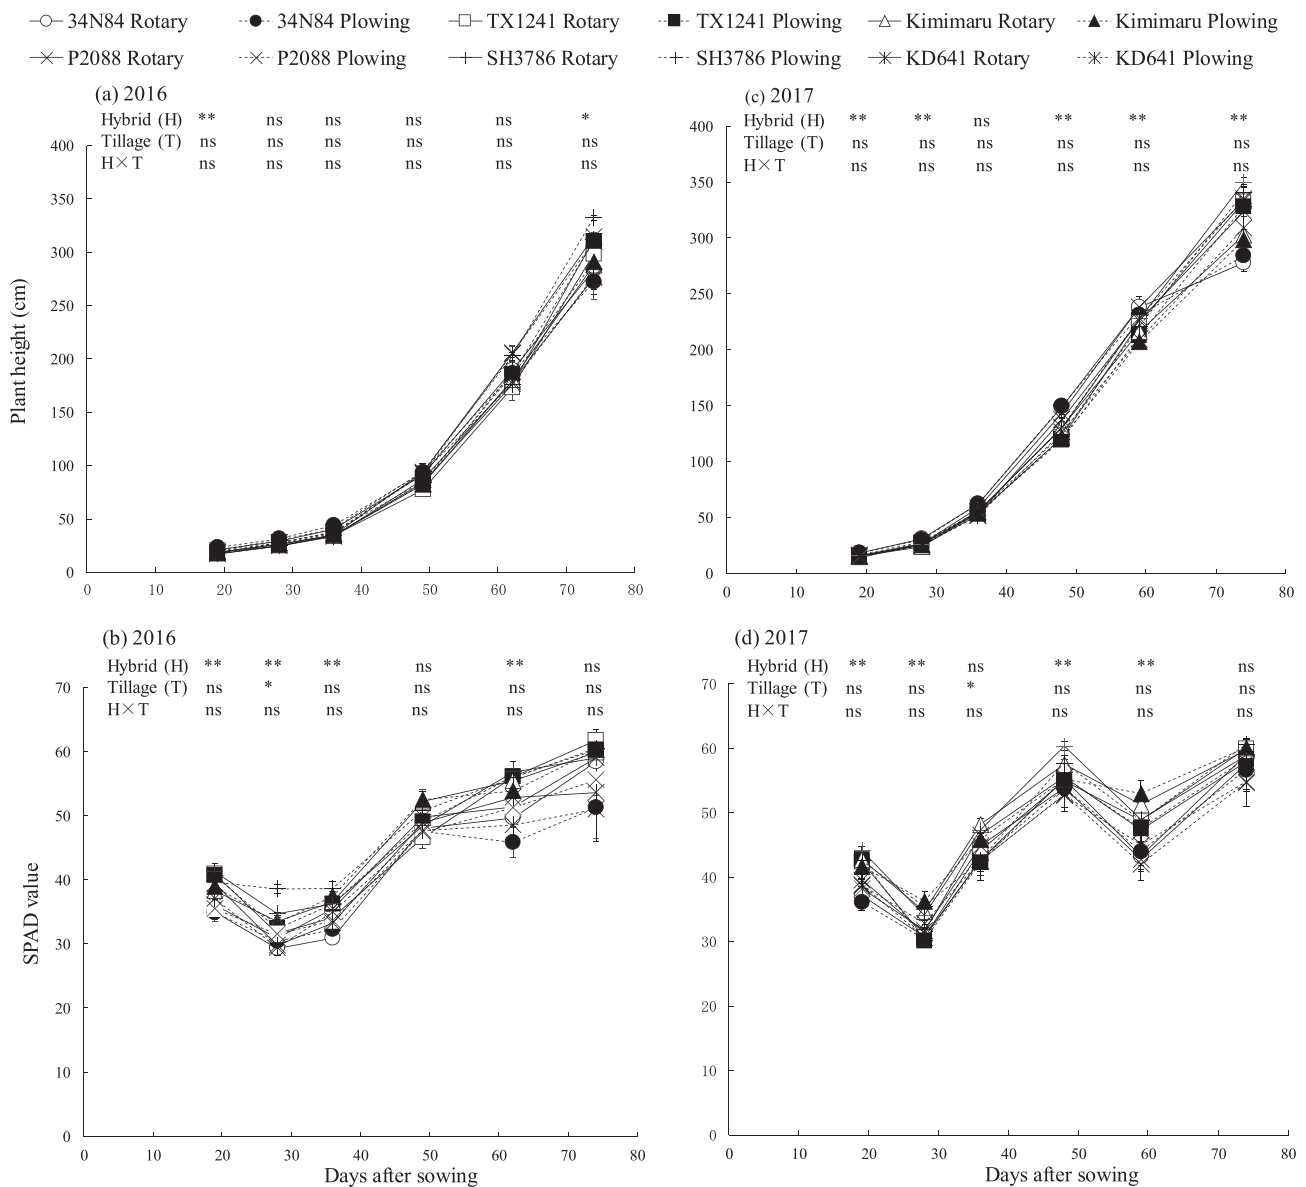 34N84 Rotary 34N84 Plowing TX1241 Rotary TX1241 Plowing Kimimaru Rotary Kimimaru Plowing
P2088 Rotary P2088 Plowing SH3786 Rotary SH3786 Plowing KD641 Rotary KD641 Plowing
(a) 2016
Hybrid (H) ** ns ns ns ns *
Tillage (T) ns ns ns ns ns ns
H×T ns ns ns ns ns ns
400
350
300
250
200
150
100
50
0
Plant height (cm)
0 10 20 30 40 50 60 70 80
(c) 2017
Hybrid (H) ** ** ns ** ** **
Tillage (T) ns ns ns ns ns ns
H×T ns ns ns ns ns ns
400
350
300
250
200
150
100
50
0
0 10 20 30 40 50 60 70 80
(b) 2016
Hybrid (H) ** ** ** ns ** ns
Tillage (T) ns * ns ns ns ns
H×T ns ns ns ns ns ns
70
60
50
40
30
20
10
0
SPAD value
0 10 20 30 40 50 60 70 80
Days after sowing
(d) 2017
Hybrid (H) ** ** ns ** ** ns
Tillage (T) ns ns * ns ns ns
H×T ns ns ns ns ns ns
70
60
50
40
30
20
10
0
0 10 20 30 40 50 60 70 80
Days after sowing